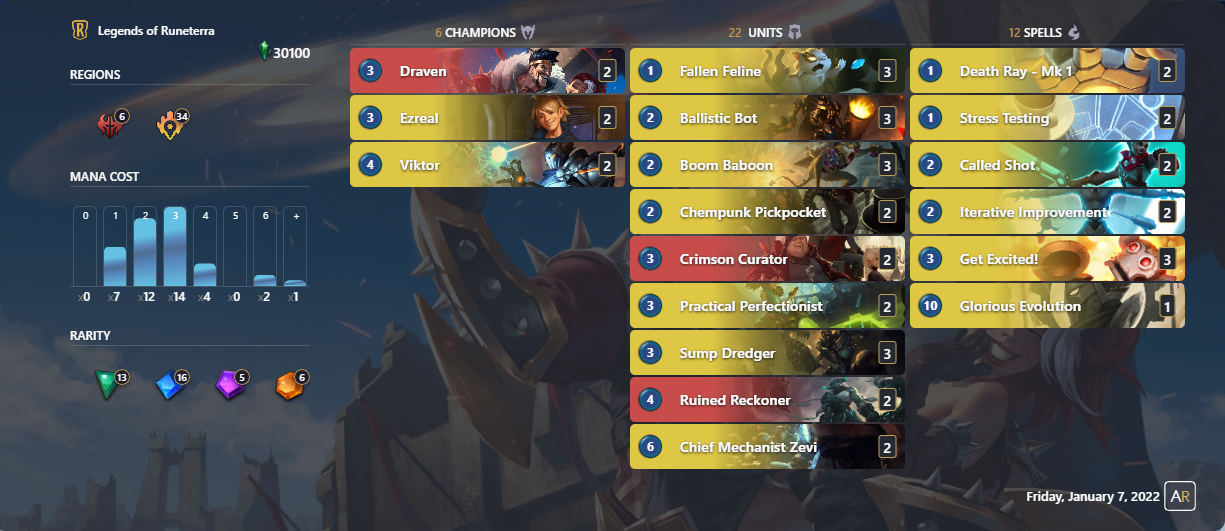 Legends of Runeterra
30100
REGIONS
6
34
MANA COST
0 1 2 3 4 5 6 +
x0 x7 x12 x14 x4 x0 x2 x1
RARITY
13 16 5 6
6 CHAMPIONS
3 Draven 2
3 Ezreal 2
4 Viktor 2
22 UNITS
1 Fallen Feline 3
2 Ballistic Bot 3
2 Boom Baboon 3
2 Chempunk Pickpocket 2
3 Crimson Curator 2
3 Practical Perfectionist 2
3 Sump Dredger 3
4 Ruined Reckoner 2
6 Chief Mechanist Zevi 2
12 SPELLS
1 Death Ray - Mk 1 2
1 Stress Testing 2
2 Called Shot 2
2 Iterative Improvement 2
3 Get Excited! 3
10 Glorious Evolution 1
Friday, January 7, 2022 AR